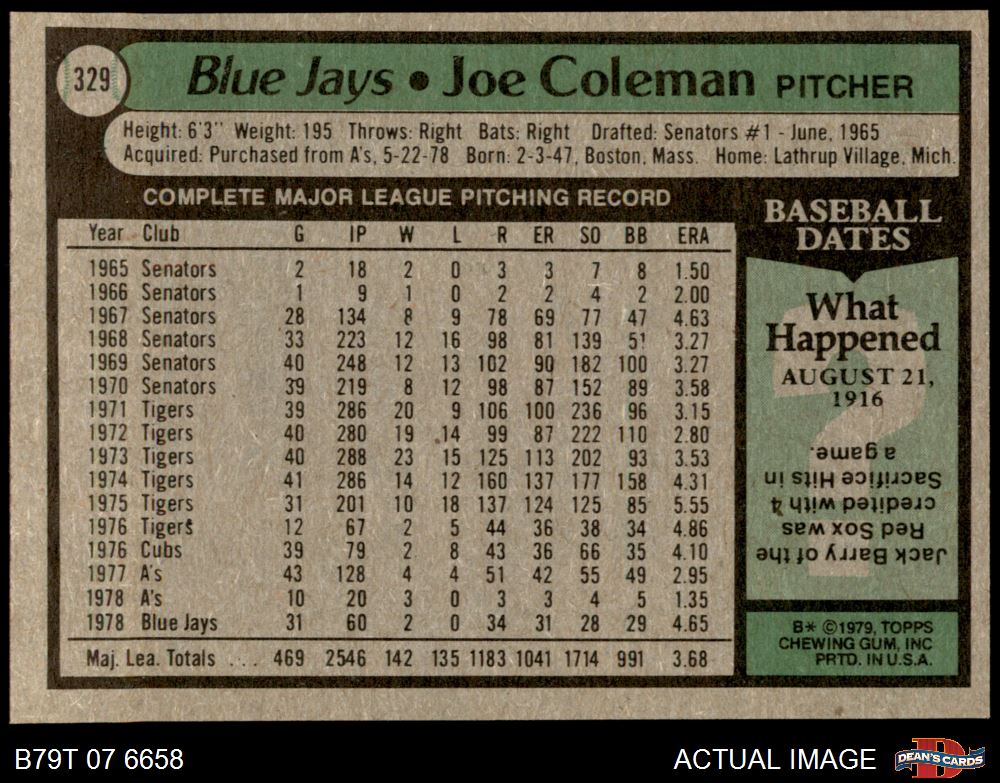 329
Blue Jays • Joe Coleman PITCHER
Height: 6'3" Weight: 195 Throws: Right Bats: Right Drafted: Senators #1 - June, 1965
Acquired: Purchased from A's, 5-22-78 Born: 2-3-47, Boston, Mass. Home: Lathrup Village, Mich.
COMPLETE MAJOR LEAGUE PITCHING RECORD
Year Club G IP W L R ER SO BB ERA
1965 Senators 2 18 2 0 3 3 7 8 1.50
1966 Senators 1 9 1 0 2 2 4 2 2.00
1967 Senators 28 134 8 9 78 69 77 47 4.63
1968 Senators 33 223 12 16 98 81 139 51 3.27
1969 Senators 40 248 12 13 102 90 182 100 3.27
1970 Senators 39 219 8 12 98 87 152 89 3.58
1971 Tigers 39 286 20 9 106 100 236 96 3.15
1972 Tigers 40 280 19 14 99 87 222 110 2.80
1973 Tigers 40 288 23 15 125 113 202 93 3.53
1974 Tigers 41 286 14 12 160 137 177 158 4.31
1975 Tigers 31 201 10 18 137 124 125 85 5.55
1976 Tigers 12 67 2 5 44 36 38 34 4.86
1976 Cubs 39 79 2 8 43 36 66 35 4.10
1977 A's 43 128 4 4 51 42 55 49 2.95
1978 A's 10 20 3 0 3 3 4 5 1.35
1978 Blue Jays 31 60 2 0 34 31 28 29 4.65
Maj. Lea. Totals .... 469 2546 142 135 1183 1041 1714 991 3.68
BASEBALL
DATES
What
Happened
AUGUST 21,
1916
?
Jack Barry of the
Red Sox was
credited with 4
Sacrifice Hits in
a game.
B* ©1979, TOPPS
CHEWING GUM, INC
PRTD. IN U.S.A.
B79T 07 6658
ACTUAL IMAGE
DEAN'S CARDS